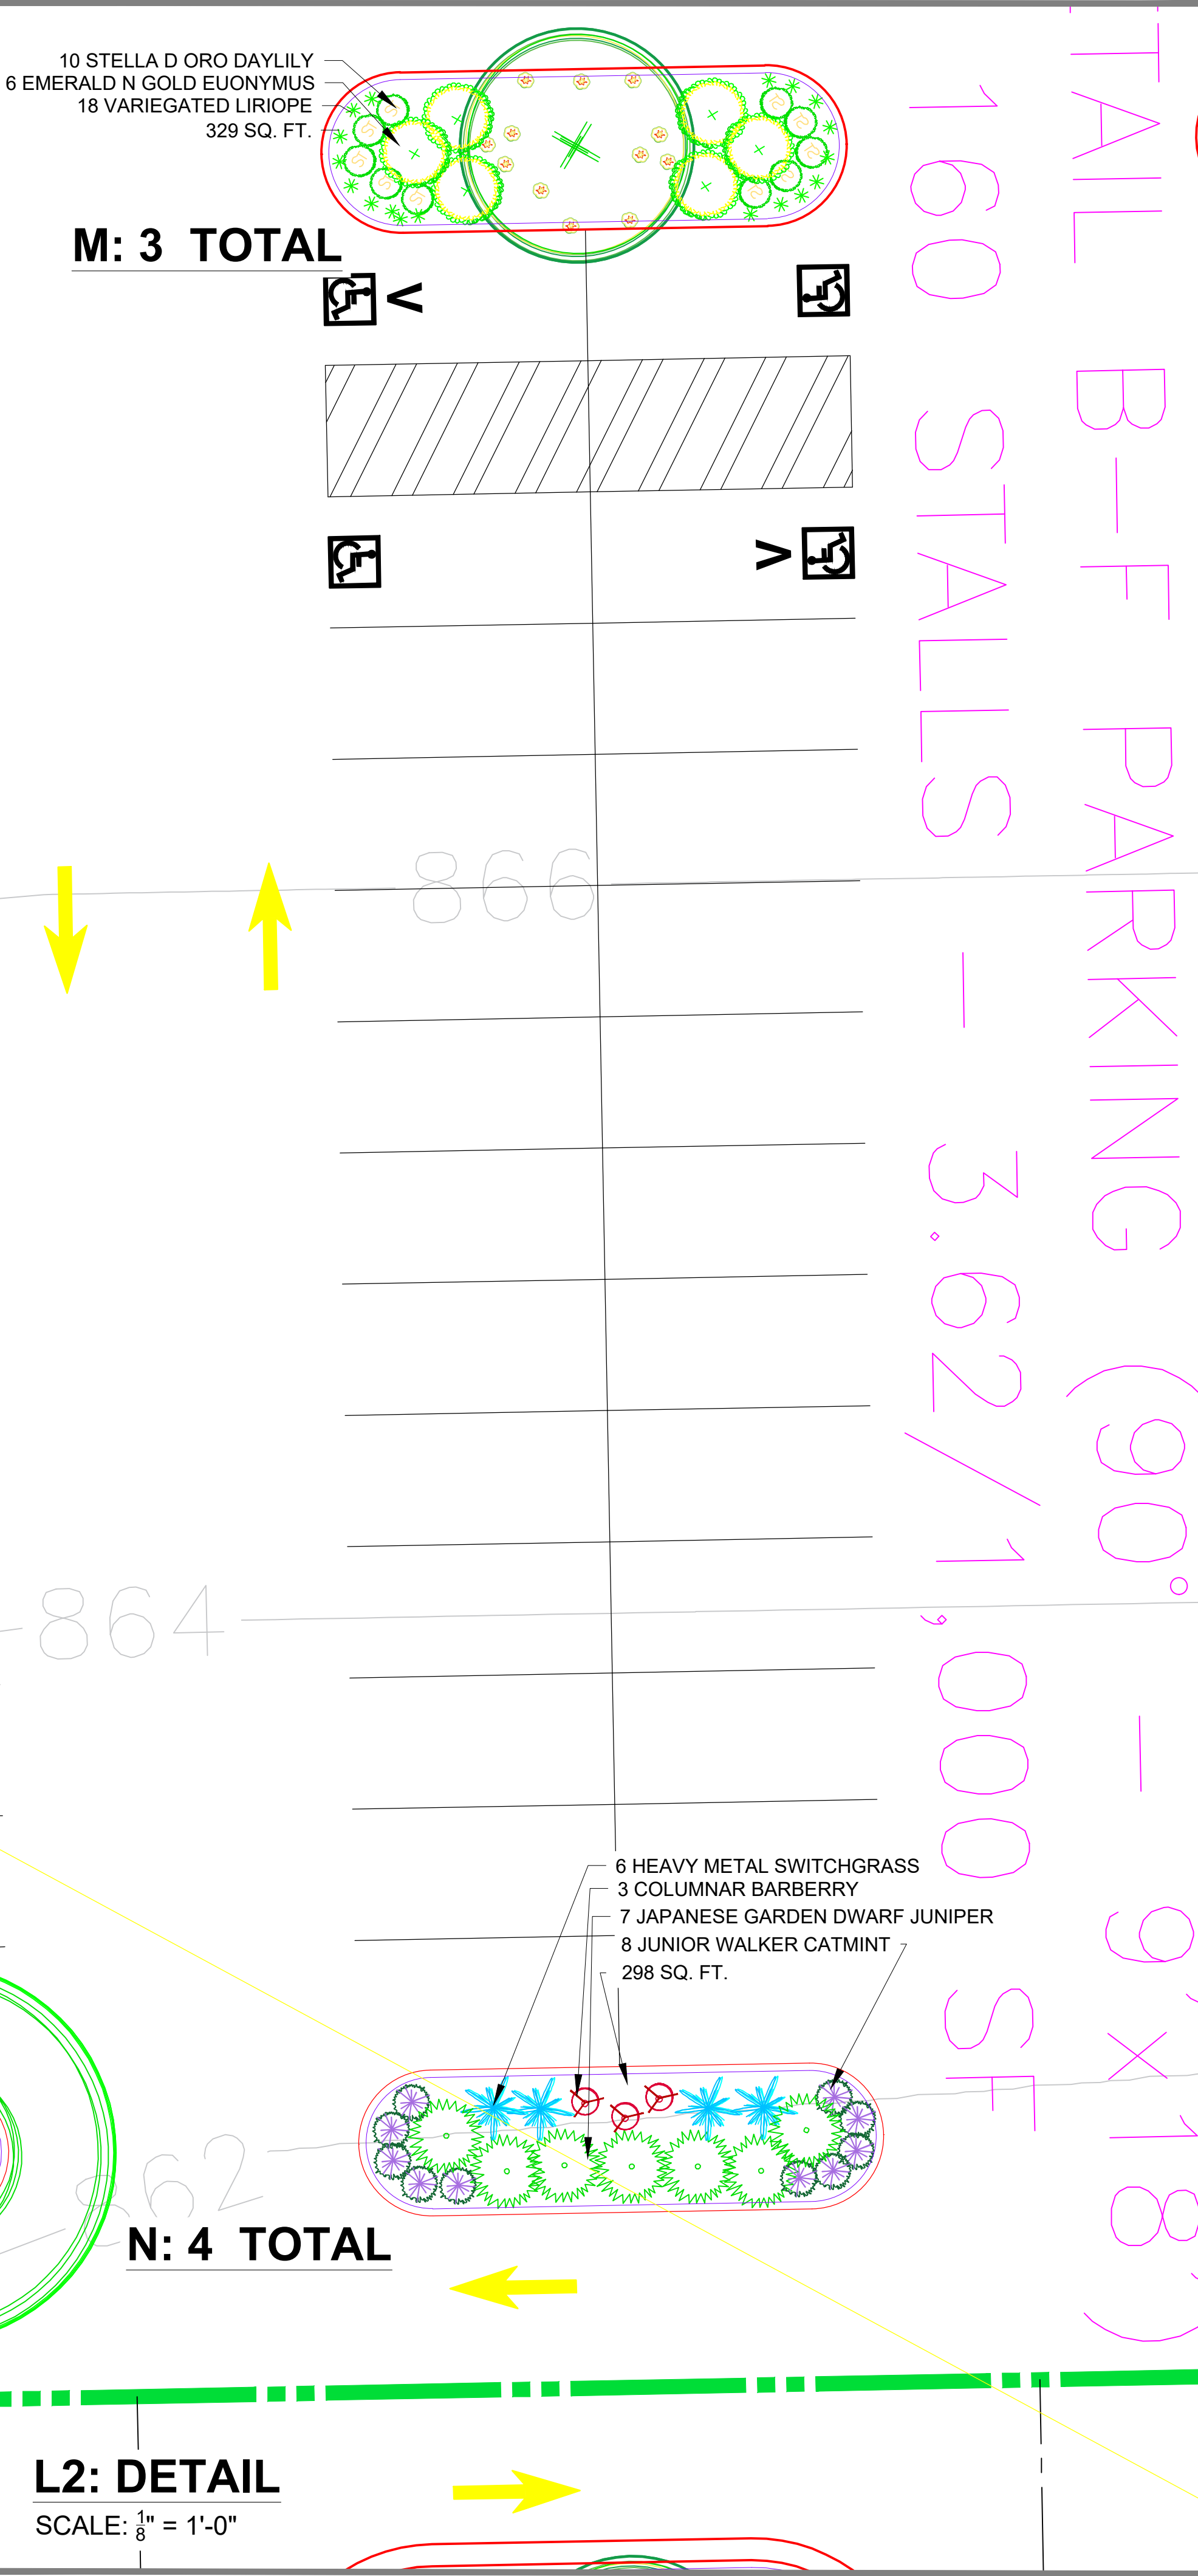 10 STELLA D ORO DAYLILY
6 EMERALD N GOLD EUONYMUS
18 VARIEGATED LIRIOPE
329 SQ. FT.
M: 3 TOTAL
V
V
TAIL B-F PARKING (90° - 9'x18')
160 STALLS - 3.62/1,000 SF
866
864
6 HEAVY METAL SWITCHGRASS
3 COLUMNAR BARBERRY
7 JAPANESE GARDEN DWARF JUNIPER
8 JUNIOR WALKER CATMINT
298 SQ. FT.
862
N: 4 TOTAL
L2: DETAIL
SCALE: 1/8" = 1'-0"